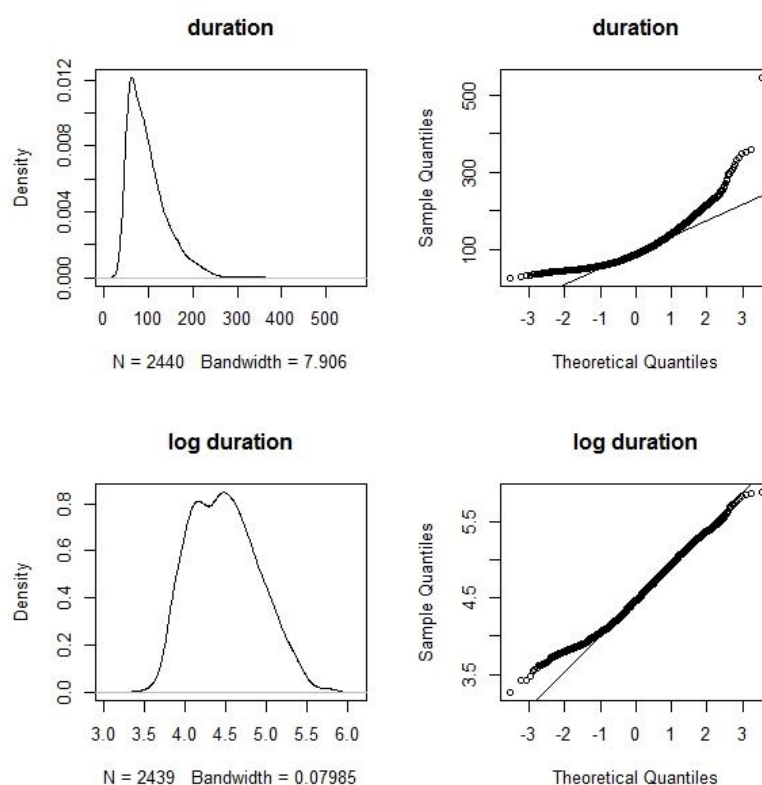 duration
Density
0.000
0.004
0.008
0.012
0 100 200 300 400 500
N = 2440 Bandwidth = 7.906
duration
Sample Quantiles
100
300
500
-3 -2 -1 0 1 2 3
Theoretical Quantiles
log duration
Density
0.0
0.2
0.4
0.6
0.8
3.0 3.5 4.0 4.5 5.0 5.5 6.0
N = 2439 Bandwidth = 0.07985
log duration
Sample Quantiles
3.5
4.5
5.5
-3 -2 -1 0 1 2 3
Theoretical Quantiles